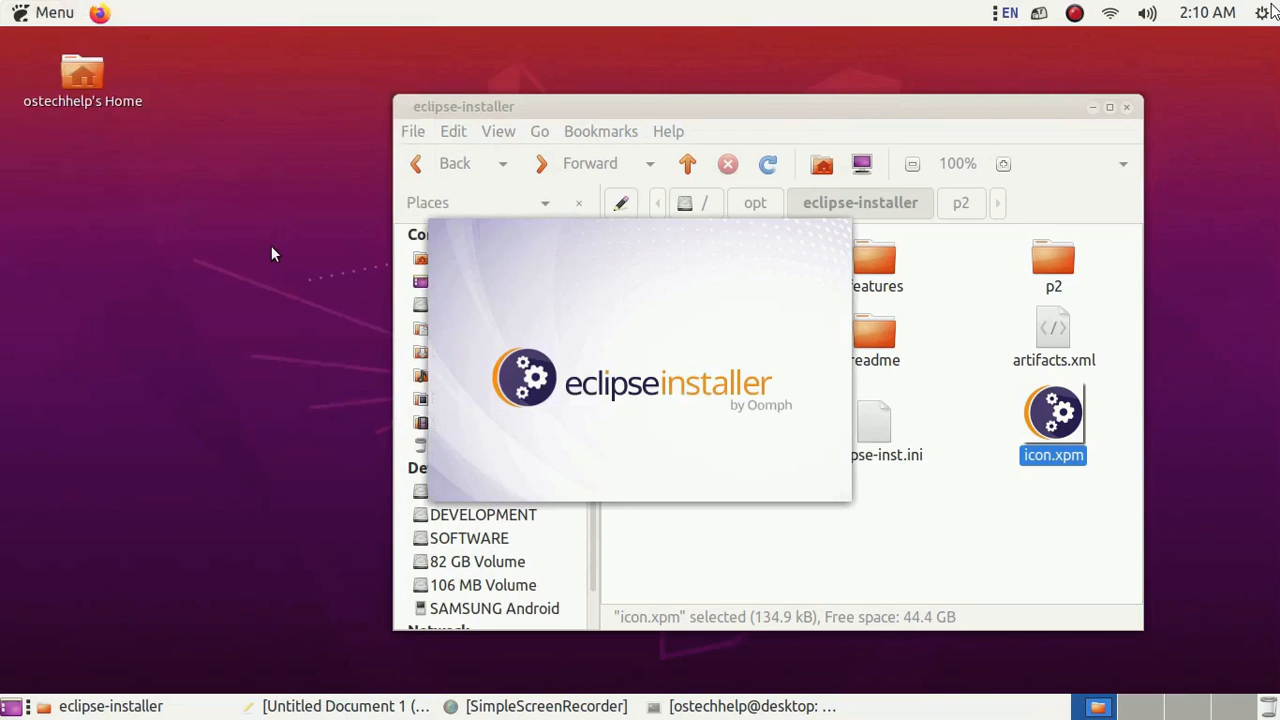 Menu
EN
2:10 AM
ostechhelp's Home
eclipse-installer
File Edit View Go Bookmarks Help
Back Forward 100%
Places / opt eclipse-installer p2
eclipseinstaller
by Oomph
DEVELOPMENT
SOFTWARE
82 GB Volume
106 MB Volume
SAMSUNG Android
features p2
readme artifacts.xml
pse-inst.ini icon.xpm
"icon.xpm" selected (134.9 kB), Free space: 44.4 GB
eclipse-installer [Untitled Document 1 (... [SimpleScreenRecorder] [ostechhelp@desktop: ...